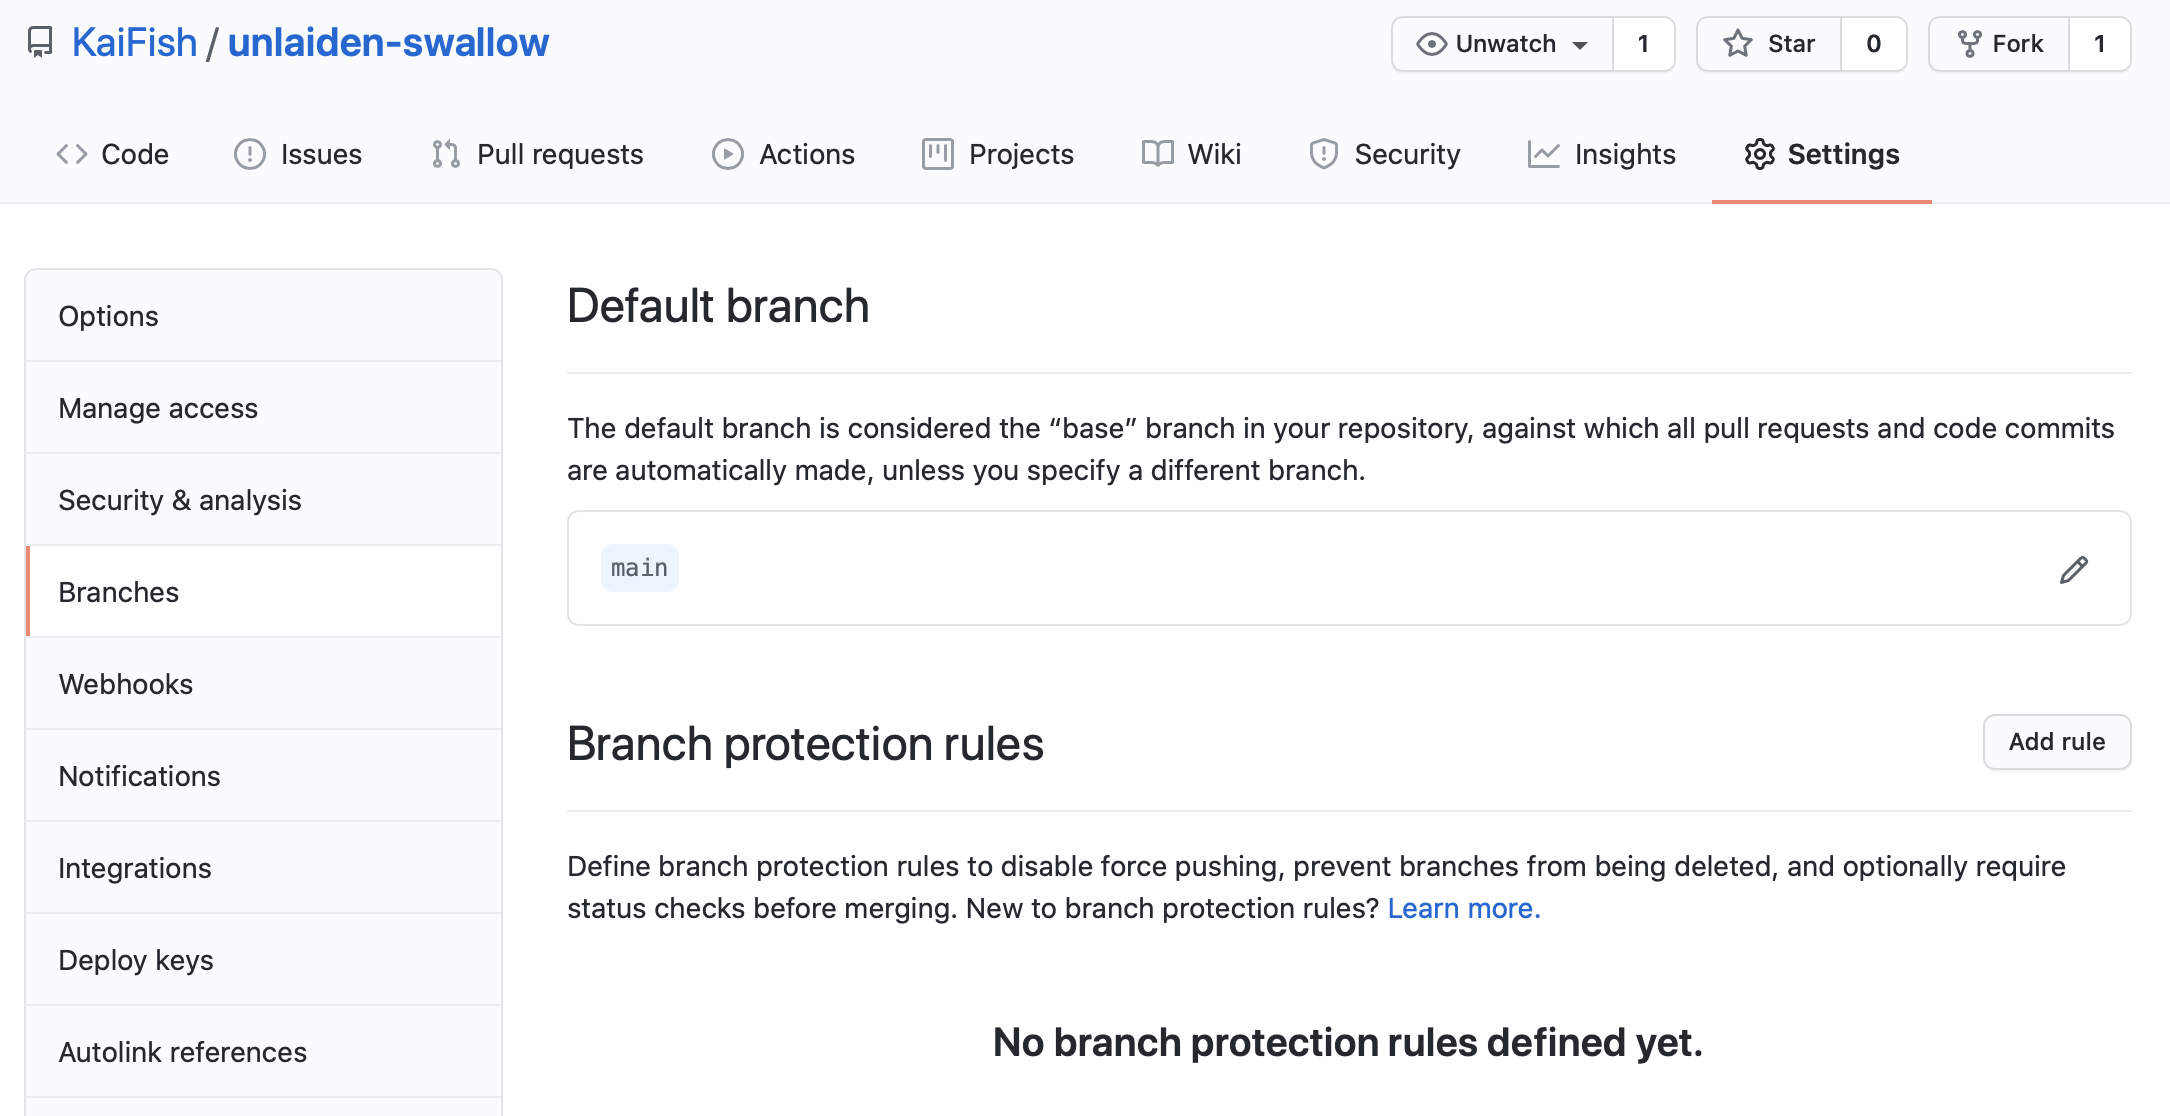 KaiFish / unlaiden-swallow
Unwatch 1
Star 0
Fork 1
Code Issues Pull requests Actions Projects Wiki Security Insights Settings
Options
Manage access
Security & analysis
Branches
Webhooks
Notifications
Integrations
Deploy keys
Autolink references
Default branch
The default branch is considered the “base” branch in your repository, against which all pull requests and code commits
are automatically made, unless you specify a different branch.
main
Branch protection rules
Add rule
Define branch protection rules to disable force pushing, prevent branches from being deleted, and optionally require
status checks before merging. New to branch protection rules? Learn more.
No branch protection rules defined yet.